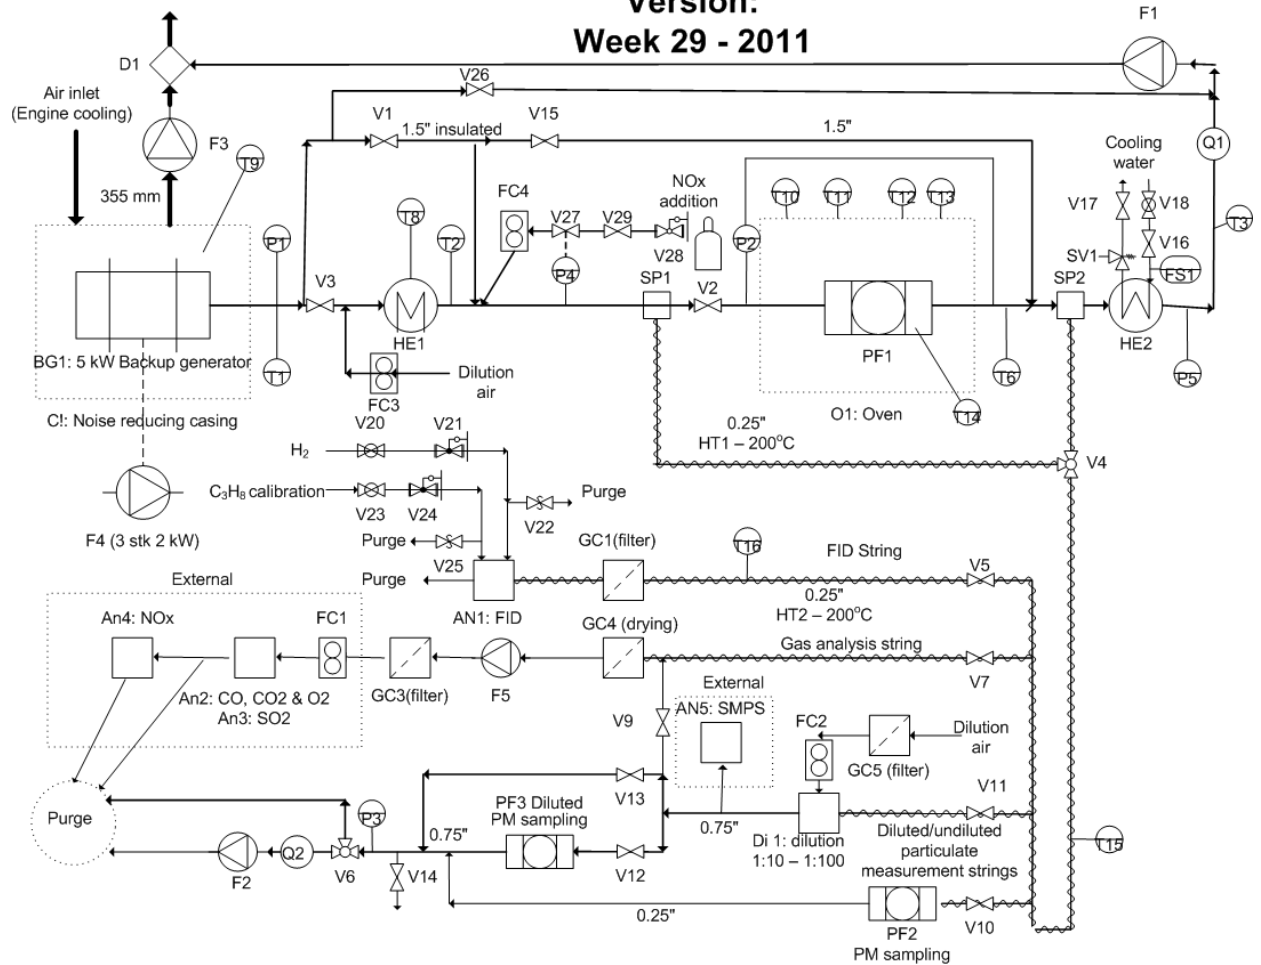 Version:
Week 29 - 2011
F1
D1
V26
Air inlet
(Engine cooling)
V1
1.5" insulated
V15
1.5"
F3
T9
355 mm
Q1
Cooling
water
NOx
addition
FC4
T8
T2
P1
V27
V29
V28
P4
T10
T11
T12
T13
P2
V17
V18
V16
T3
SV1
FS1
V3
SP1
V2
SP2
HE1
PF1
HE2
BG1: 5 kW Backup generator
T1
Dilution
air
FC3
T6
P5
T14
O1: Oven
C!: Noise reducing casing
V20
V21
0.25"
HT1 – 200°C
H2
V4
C3H8 calibration
Purge
V23
V24
V22
F4 (3 stk 2 kW)
Purge
GC1(filter)
T16
FID String
V25
V5
External
Purge
0.25"
HT2 – 200°C
An4: NOx
FC1
AN1: FID
GC4 (drying)
Gas analysis string
GC3(filter)
F5
V7
An2: CO, CO2 & O2
An3: SO2
External
AN5: SMPS
V9
FC2
Dilution
air
GC5 (filter)
V13
V11
PF3 Diluted
PM sampling
P3
Purge
0.75"
0.75"
Di 1: dilution
1:10 – 1:100
Diluted/undiluted
particulate
measurement strings
T15
Q2
F2
V6
V14
V12
0.25"
PF2
PM sampling
V10